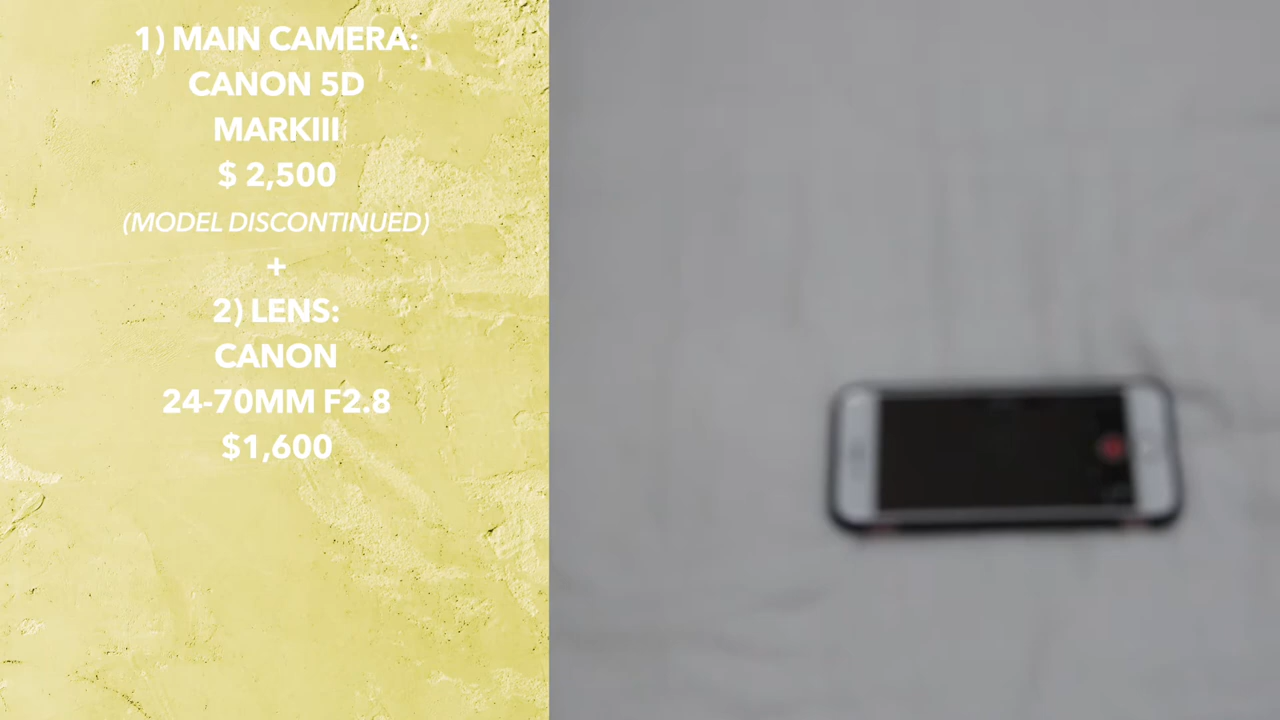 1) MAIN CAMERA:
CANON 5D
MARKIII
$ 2,500
(MODEL DISCONTINUED)
+
2) LENS:
CANON
24-70MM F2.8
$1,600